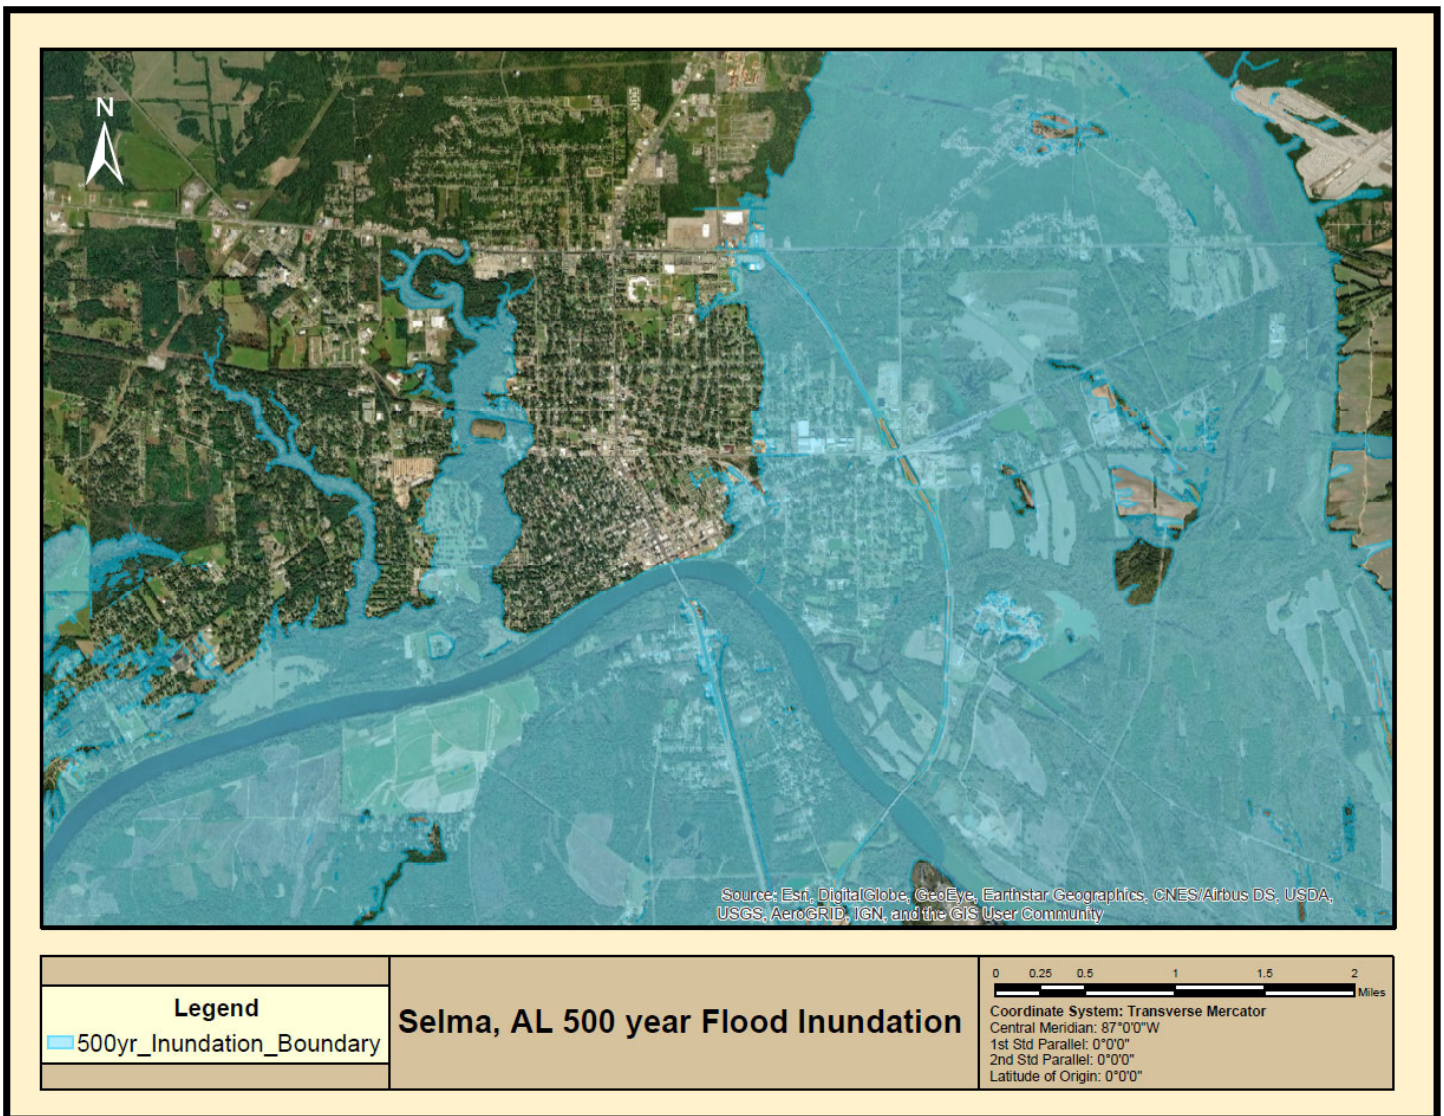 N
Source: Esri, DigitalGlobe, GeoEye, Earthstar Geographics, CNES/Airbus DS, USDA,
USGS, AeroGRID, IGN, and the GIS User Community
Legend
500yr_Inundation_Boundary
Selma, AL 500 year Flood Inundation
0 0.25 0.5 1 1.5 2
Miles
Coordinate System: Transverse Mercator
Central Meridian: 87°0'0"W
1st Std Parallel: 0°0'0"
2nd Std Parallel: 0°0'0"
Latitude of Origin: 0°0'0"